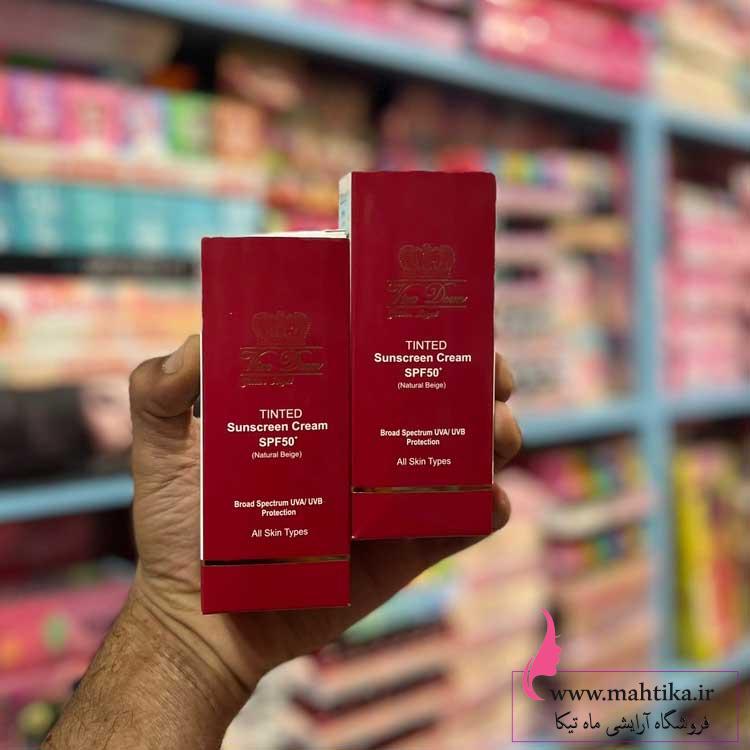 TINTED
Sunscreen Cream
SPF50+
(Natural Beige)
Broad Spectrum UVA/ UVB
Protection
All Skin Types
TINTED
Sunscreen Cream
SPF50+
(Natural Beige)
Broad Spectrum UVA/ UVB
Protection
All Skin Types
www.mahtika.ir
فروشگاه آرایشی ماه تیکا